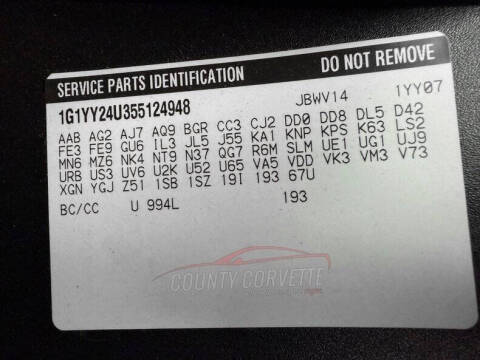 SERVICE PARTS IDENTIFICATION DO NOT REMOVE
1G1YY24U355124948 JBWV14 1YY07
AAB AG2 AJ7 AQ9 BGR CC3 CJ2 DD0 DD8 DL5 D42
FE3 FE9 GU6 IL3 JL5 J55 KA1 KNP KPS K63 LS2
MN6 MZ6 NK4 NT9 N37 QG7 R6M SLM UE1 UG1 UJ9
URB US3 UV6 U2K U52 U65 VA5 VDD VK3 VM3 V73
XGN YGJ Z51 1SB 1SZ 19I 193 67U
BC/CC U 994L 193
COUNTY CORVETTE